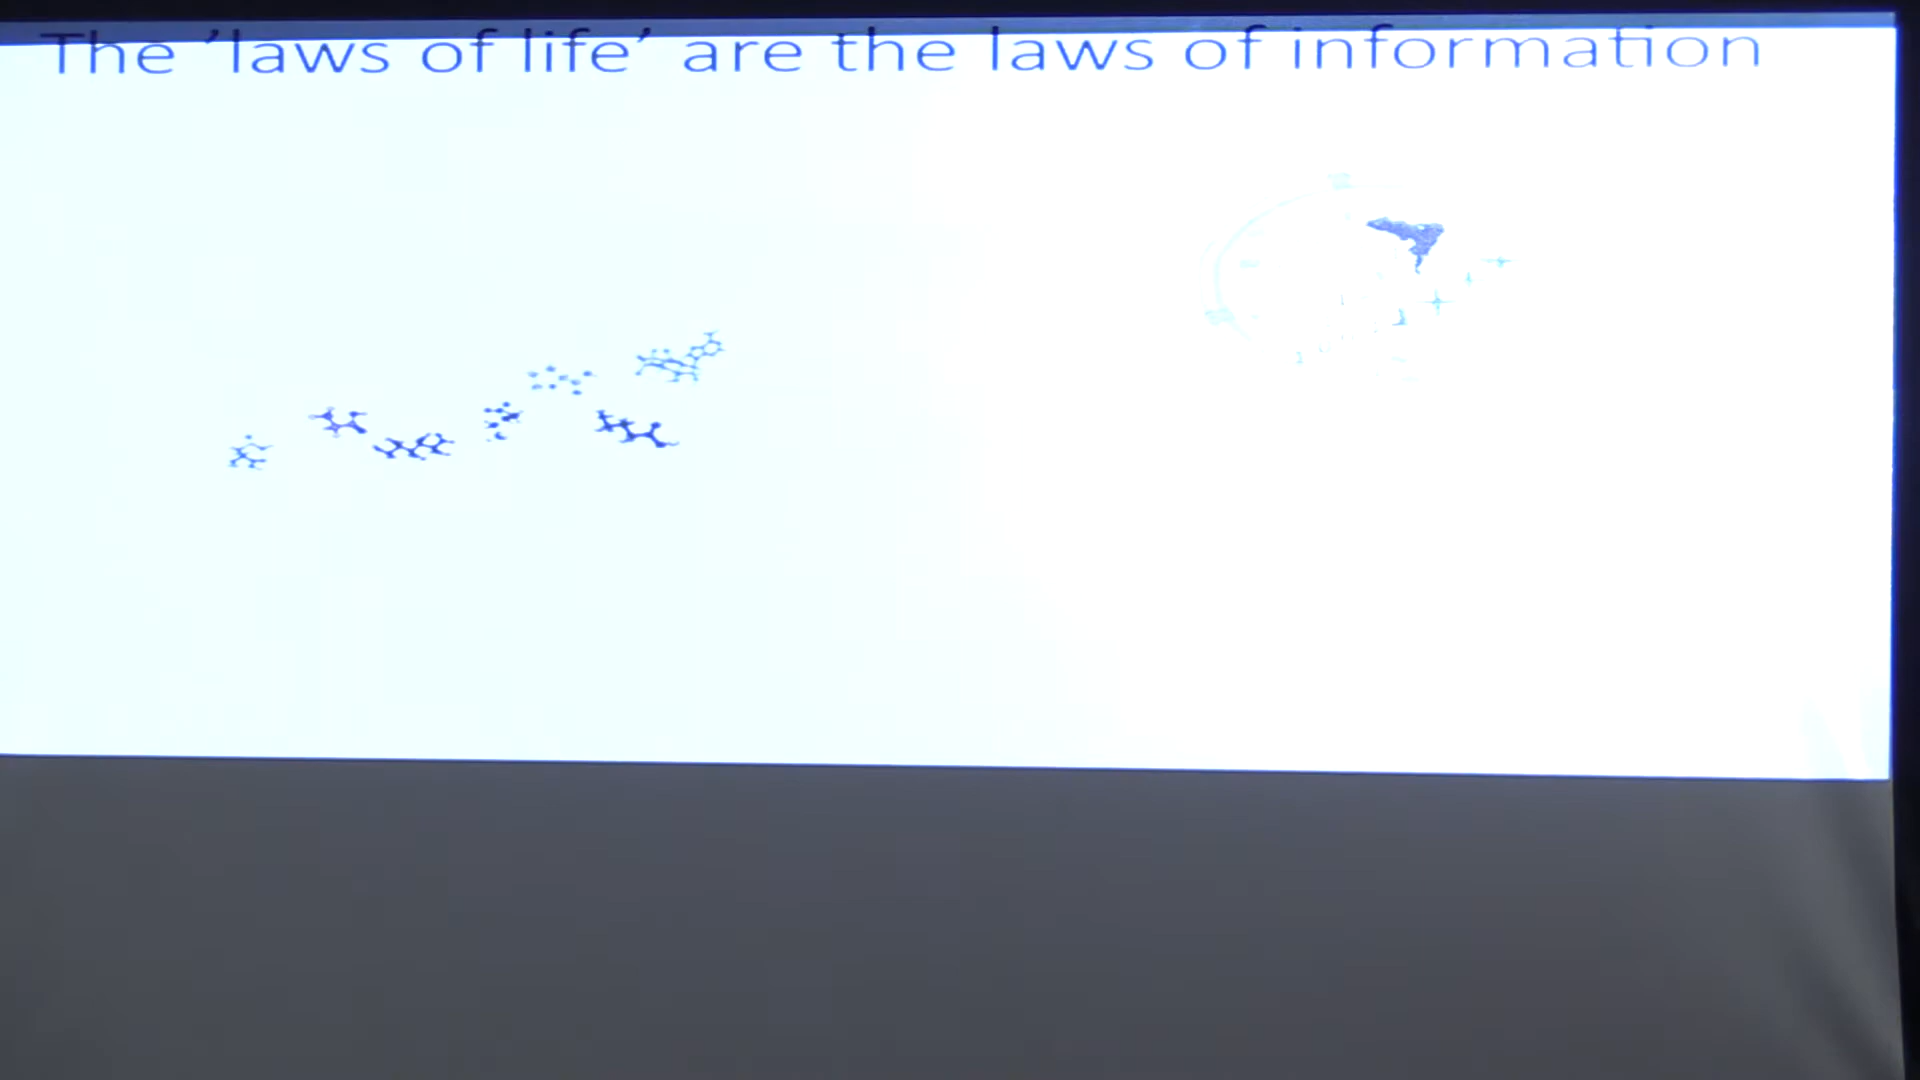 The ’laws of life’ are the laws of information